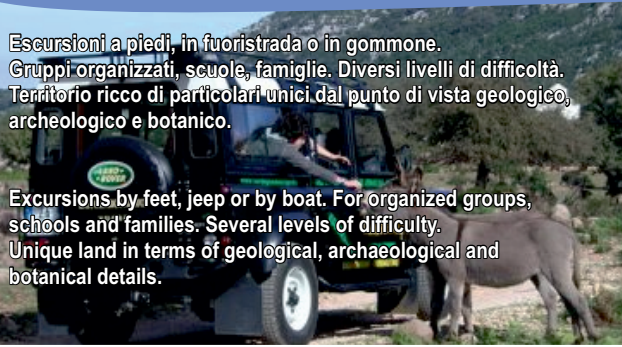 Escursioni a piedi, in fuoristrada o in gommone.
Gruppi organizzati, scuole, famiglie. Diversi livelli di difficoltà.
Territorio ricco di particolari unici dal punto di vista geologico,
archeologico e botanico.
LAND
ROVER
Excursions by feet, jeep or by boat. For organized groups,
schools and families. Several levels of difficulty.
Unique land in terms of geological, archaeological and
botanical details.